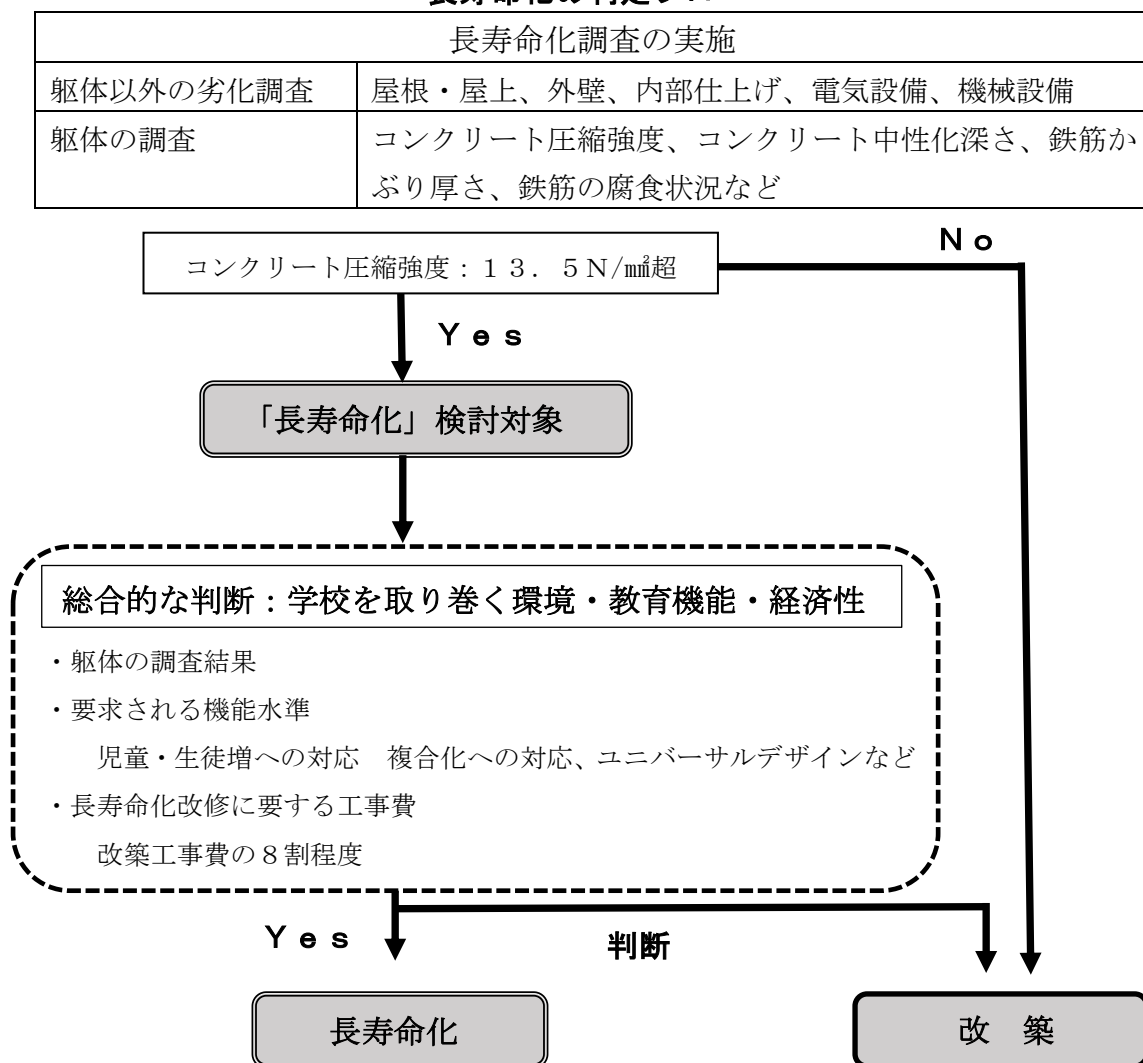 長寿命化調査の実施
躯体以外の劣化調査
屋根・屋上、外壁、内部仕上げ、電気設備、機械設備
躯体の調査
コンクリート圧縮強度、コンクリート中性化深さ、鉄筋か
ぶり厚さ、鉄筋の腐食状況など
Ｎｏ
コンクリート圧縮強度：１３．５N/㎟超
Ｙｅｓ
「長寿命化」検討対象
総合的な判断：学校を取り巻く環境・教育機能・経済性
・躯体の調査結果
・要求される機能水準
児童・生徒増への対応　複合化への対応、ユニバーサルデザインなど
・長寿命化改修に要する工事費
改築工事費の８割程度
Ｙｅｓ
判断
長寿命化
改　築